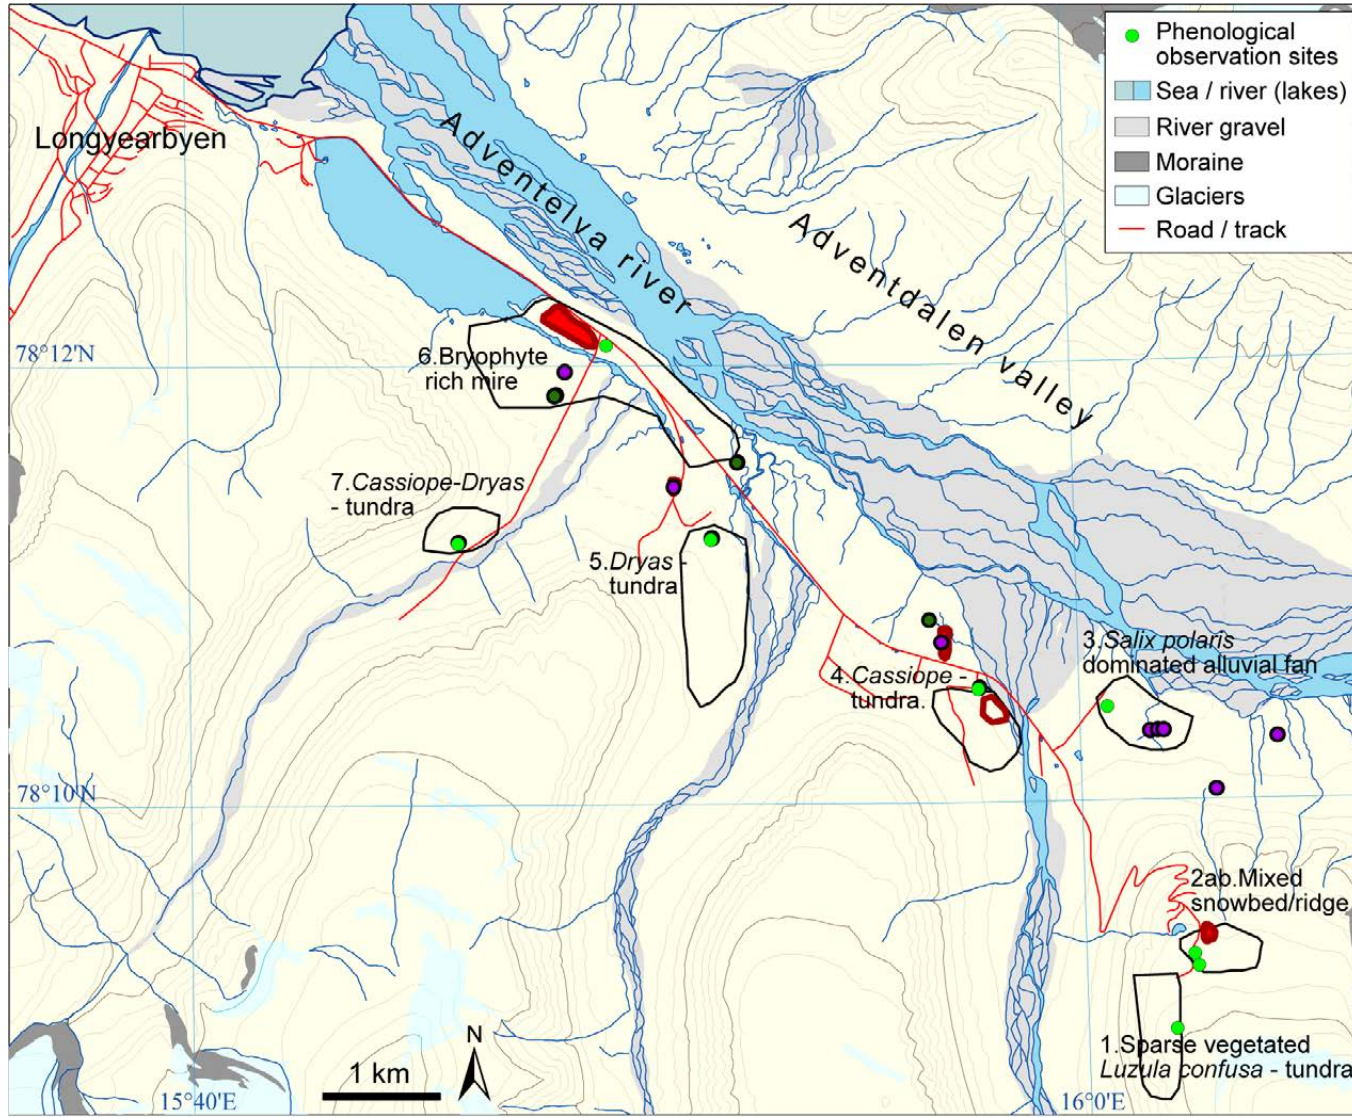 Phenological
observation sites
Sea / river (lakes)
River gravel
Moraine
Glaciers
Road / track
Longyearbyen
Adventelva river
Adventdalen valley
78°12'N
6.Bryophyte
rich mire
7.Cassiope-Dryas
- tundra
5.Dryas -
tundra
3.Salix polaris
dominated alluvial fan
4.Cassiope -
tundra.
78°10'N
2ab.Mixed
snowbed/ridge
1.Sparse vegetated
Luzula confusa - tundra
N
1 km
15°40'E
16°0'E